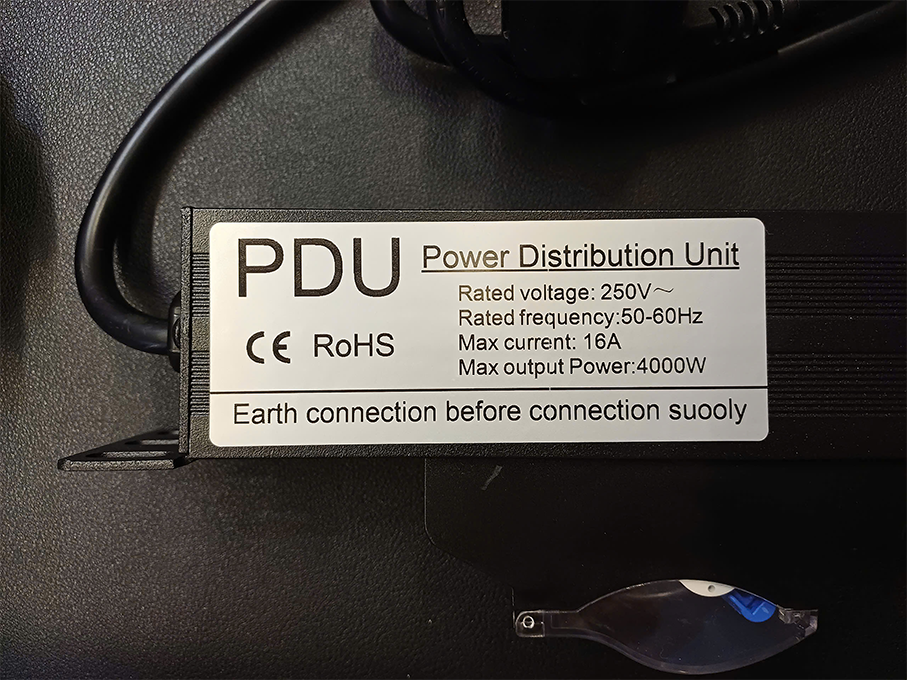 PDU Power Distribution Unit
Rated voltage: 250V～
Rated frequency:50-60Hz
CE RoHS
Max current: 16A
Max output Power:4000W
Earth connection before connection suooly